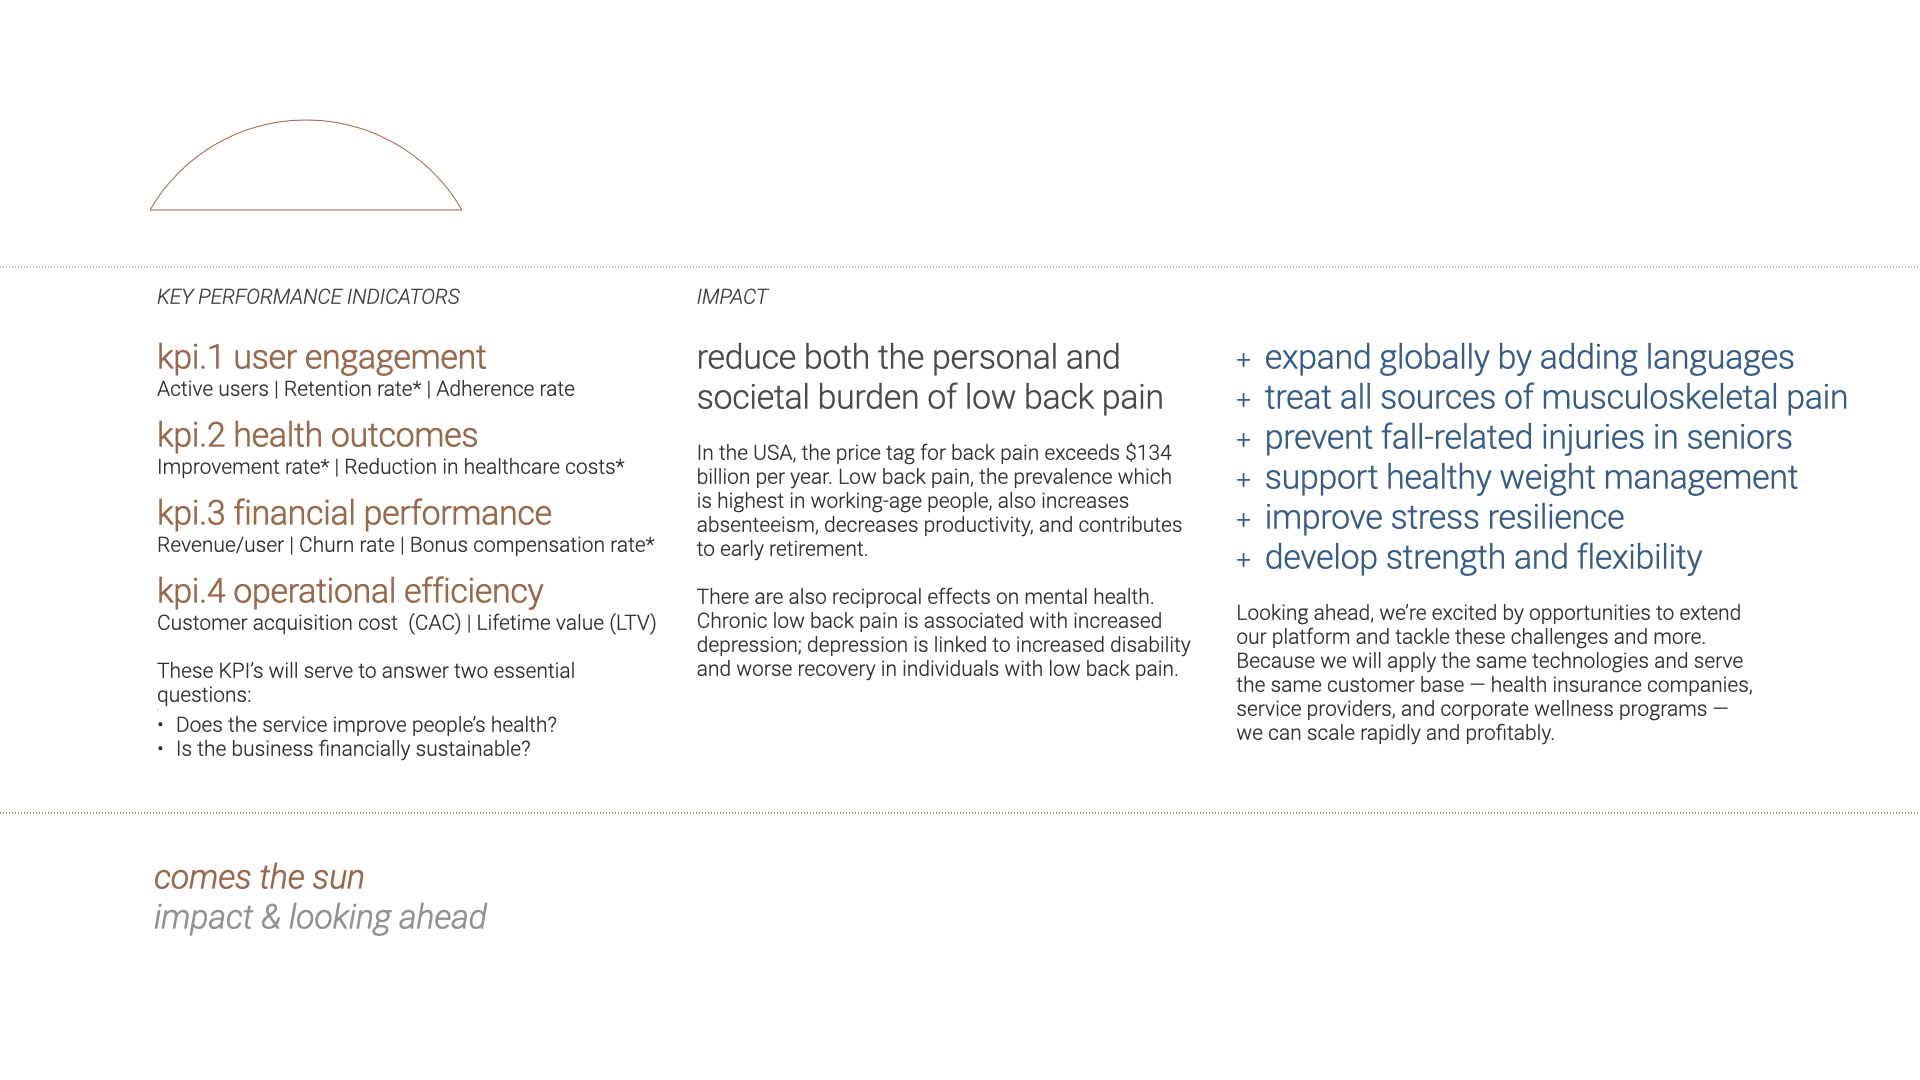 KEY PERFORMANCE INDICATORS
kpi.1 user engagement
Active users | Retention rate* | Adherence rate
kpi.2 health outcomes
Improvement rate* | Reduction in healthcare costs*
kpi.3 financial performance
Revenue/user | Churn rate | Bonus compensation rate*
kpi.4 operational efficiency
Customer acquisition cost  (CAC) | Lifetime value (LTV)
These KPI’s will serve to answer two essential
questions:
• Does the service improve people’s health?
• Is the business financially sustainable?
IMPACT
reduce both the personal and
societal burden of low back pain
In the USA, the price tag for back pain exceeds $134
billion per year. Low back pain, the prevalence which
is highest in working-age people, also increases
absenteeism, decreases productivity, and contributes
to early retirement.
There are also reciprocal effects on mental health.
Chronic low back pain is associated with increased
depression; depression is linked to increased disability
and worse recovery in individuals with low back pain.
+ expand globally by adding languages
+ treat all sources of musculoskeletal pain
+ prevent fall-related injuries in seniors
+ support healthy weight management
+ improve stress resilience
+ develop strength and flexibility
Looking ahead, we’re excited by opportunities to extend
our platform and tackle these challenges and more.
Because we will apply the same technologies and serve
the same customer base — health insurance companies,
service providers, and corporate wellness programs —
we can scale rapidly and profitably.
comes the sun
impact & looking ahead